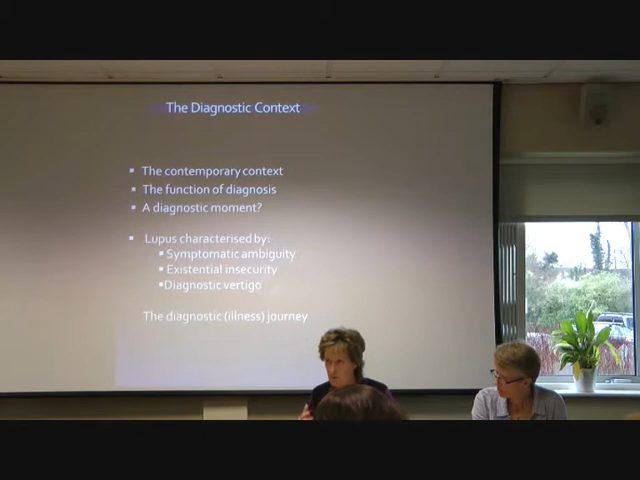 The Diagnostic Context
▪ The contemporary context
▪ The function of diagnosis
▪ A diagnostic moment?
▪ Lupus characterised by:
▪Symptomatic ambiguity
▪Existential insecurity
▪Diagnostic vertigo
The diagnostic (illness) journey